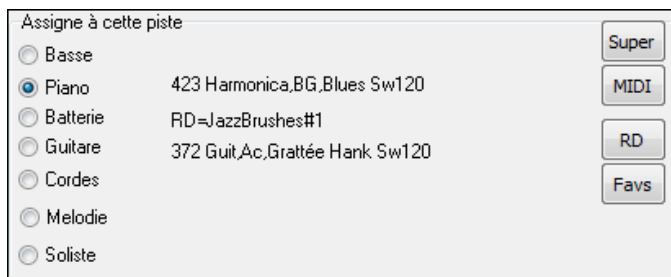 Assigne à cette piste
Basse
Super
Piano 423 Harmonica,BG,Blues Sw120
MIDI
Batterie RD=JazzBrushes#1
RD
Guitare 372 Guit,Ac,Grattée Hank Sw120
Cordes
Favs
Melodie
Soliste